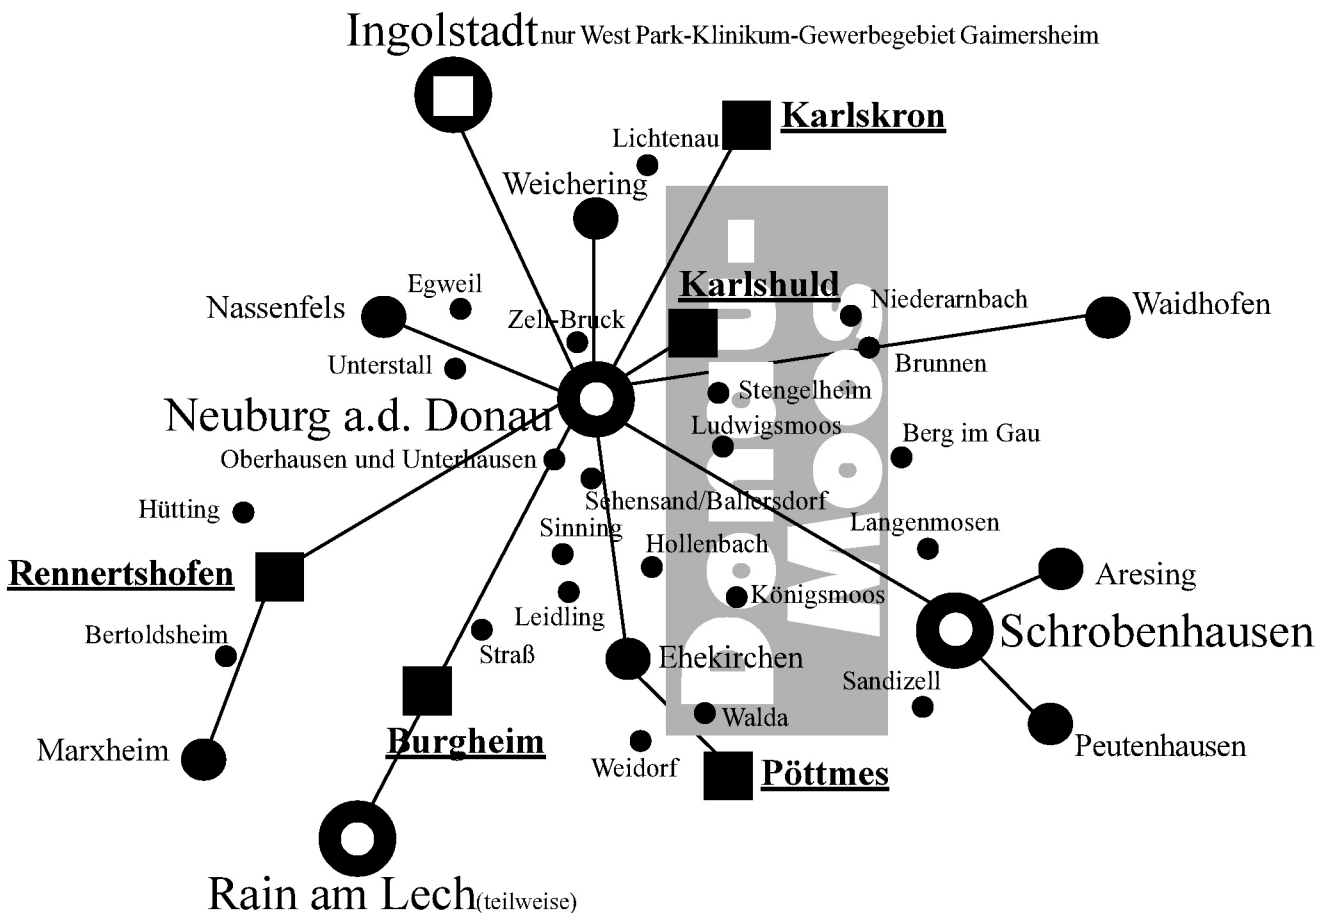 Ingolstadt nur West Park-Klinikum-Gewerbegebiet Gaimersheim
Karlskron
Lichtenau
Weichering
Karlshuld
Egweil
Niederarnbach
Waidhofen
Nassenfels
Zell-Bruck
Unterstall
Brunnen
Stengelheim
Neuburg a.d. Donau
Ludwigsmoos
Berg im Gau
Oberhausen und Unterhausen
Sehensand/Ballersdorf
Hütting
Sinning
Langenmosen
Hollenbach
Rennertshofen
Aresing
Königsmoos
Leidling
Schrobenhausen
Bertoldsheim
Straß
Ehekirchen
Sandizell
Walda
Burgheim
Marxheim
Peutenhausen
Weidorf
Pöttmes
Rain am Lech(teilweise)
Donau-
Moos